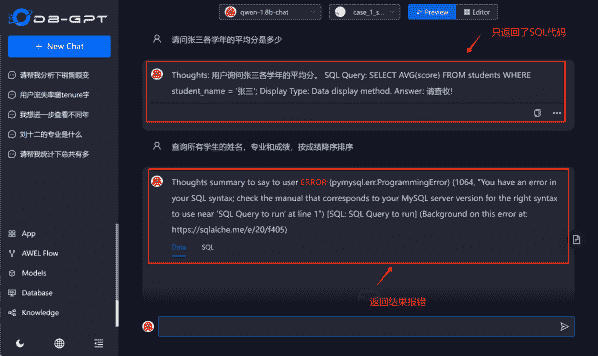 DB-GPT
+ New Chat
请帮我分析下销售额变
用户流失率跟tenure字
我想进一步查看不同年
刘十二的专业是什么
请帮我统计下总共有多
App
AWEL Flow
Models
Database
Knowledge
qwen-1.8b-chat
case_1_s...
Preview
Editor
请问张三各学年的平均分是多少
只返回了SQL代码
Thoughts: 用户询问张三各学年的平均分。 SQL Query: SELECT AVG(score) FROM students WHERE
student_name = '张三'; Display Type: Data display method. Answer: 请查收!
查询所有学生的姓名，专业和成绩，按成绩降序排序
Thoughts summary to say to user ERROR (pymysql.err.ProgrammingError) (1064, "You have an error in
your SQL syntax; check the manual that corresponds to your MySQL server version for the right syntax
to use near 'SQL Query to run' at line 1") [SQL: SQL Query to run] (Background on this error at:
https://sqlalche.me/e/20/f405)
Data
SQL
返回结果报错